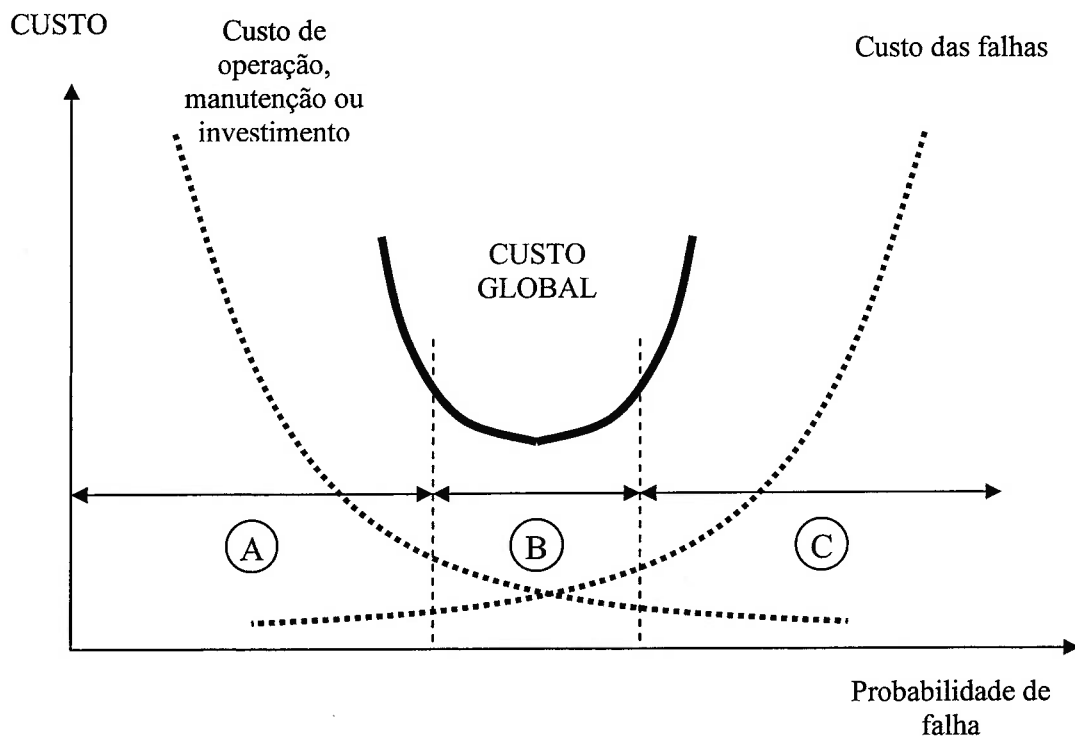 CUSTO
Custo de
operação,
manutenção ou
investimento
Custo das falhas
CUSTO
GLOBAL
A
B
C
Probabilidade de
falha